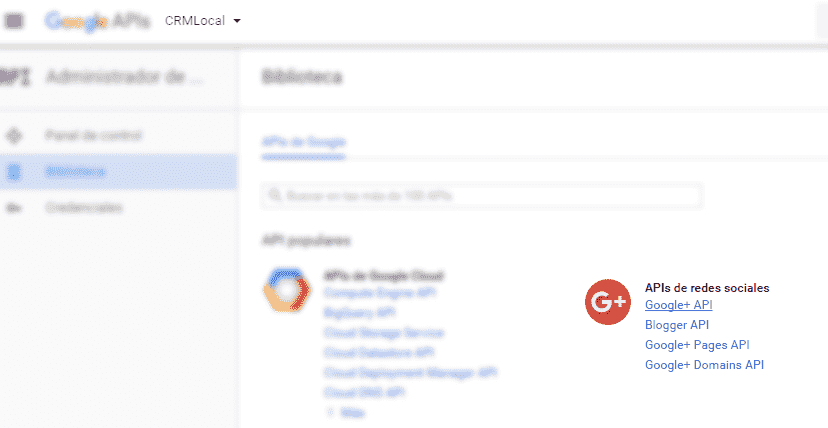 Google APIs CRMLocal
API Administrador de ...
Biblioteca
Panel de control
Biblioteca
Credenciales
APIs de Google
Buscar en las más de 100 APIs
API populares
APIs de Google Cloud
Compute Engine API
BigQuery API
Cloud Storage Service
Cloud Datastore API
Cloud Deployment Manager API
Cloud DNS API
Más
G+
APIs de redes sociales
Google+ API
Blogger API
Google+ Pages API
Google+ Domains API